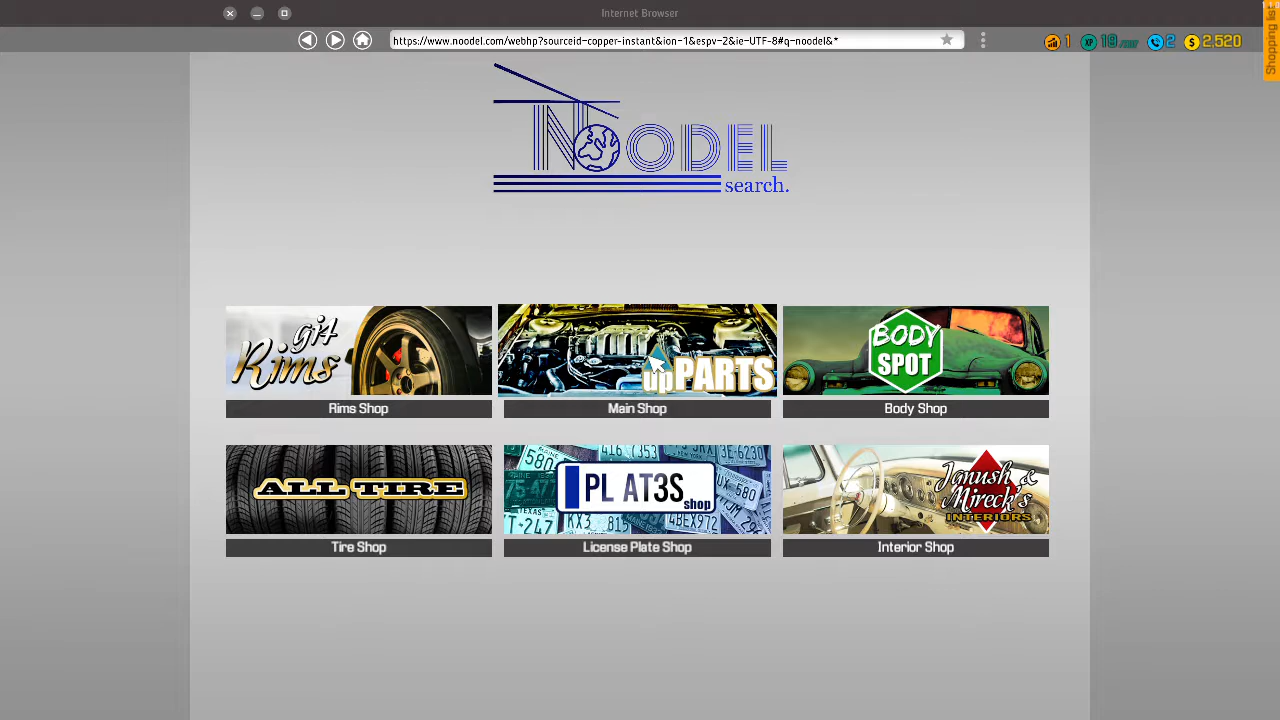 Internet Browser
https://www.noodel.com/webhp?sourceid-copper-instant&ion-1&espv-2&ie-UTF-8#q-noodel&*
1
19
2
2,520
Shopping list
NOODEL
search.
gi4
Rims
upPARTS
BODY
SPOT
Rims Shop
Main Shop
Body Shop
ALL TIRE
PL AT3S
shop
Janush &
Mireck's
INTERIORS
Tire Shop
License Plate Shop
Interior Shop